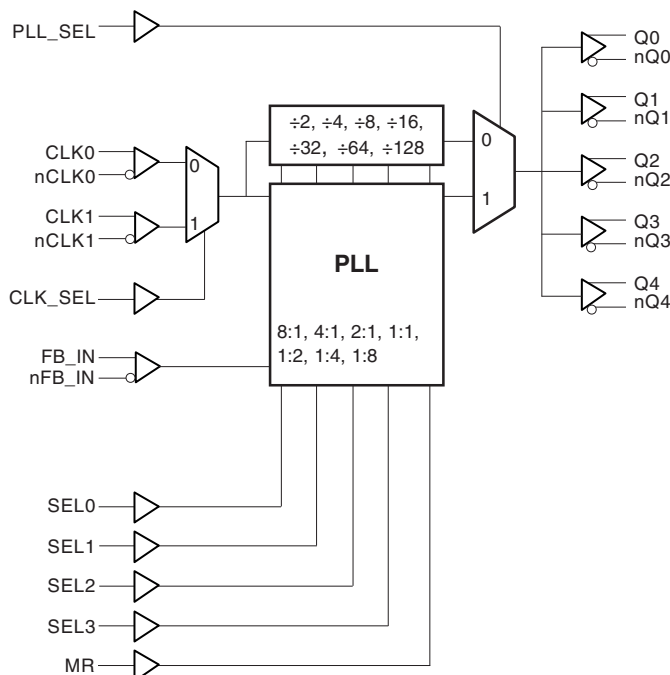 PLL_SEL
Q0
nQ0
÷2, ÷4, ÷8, ÷16,
÷32, ÷64, ÷128
0
Q1
nQ1
CLK0
nCLK0
0
Q2
nQ2
1
CLK1
nCLK1
1
Q3
nQ3
PLL
CLK_SEL
Q4
nQ4
8:1, 4:1, 2:1, 1:1,
1:2, 1:4, 1:8
FB_IN
nFB_IN
SEL0
SEL1
SEL2
SEL3
MR